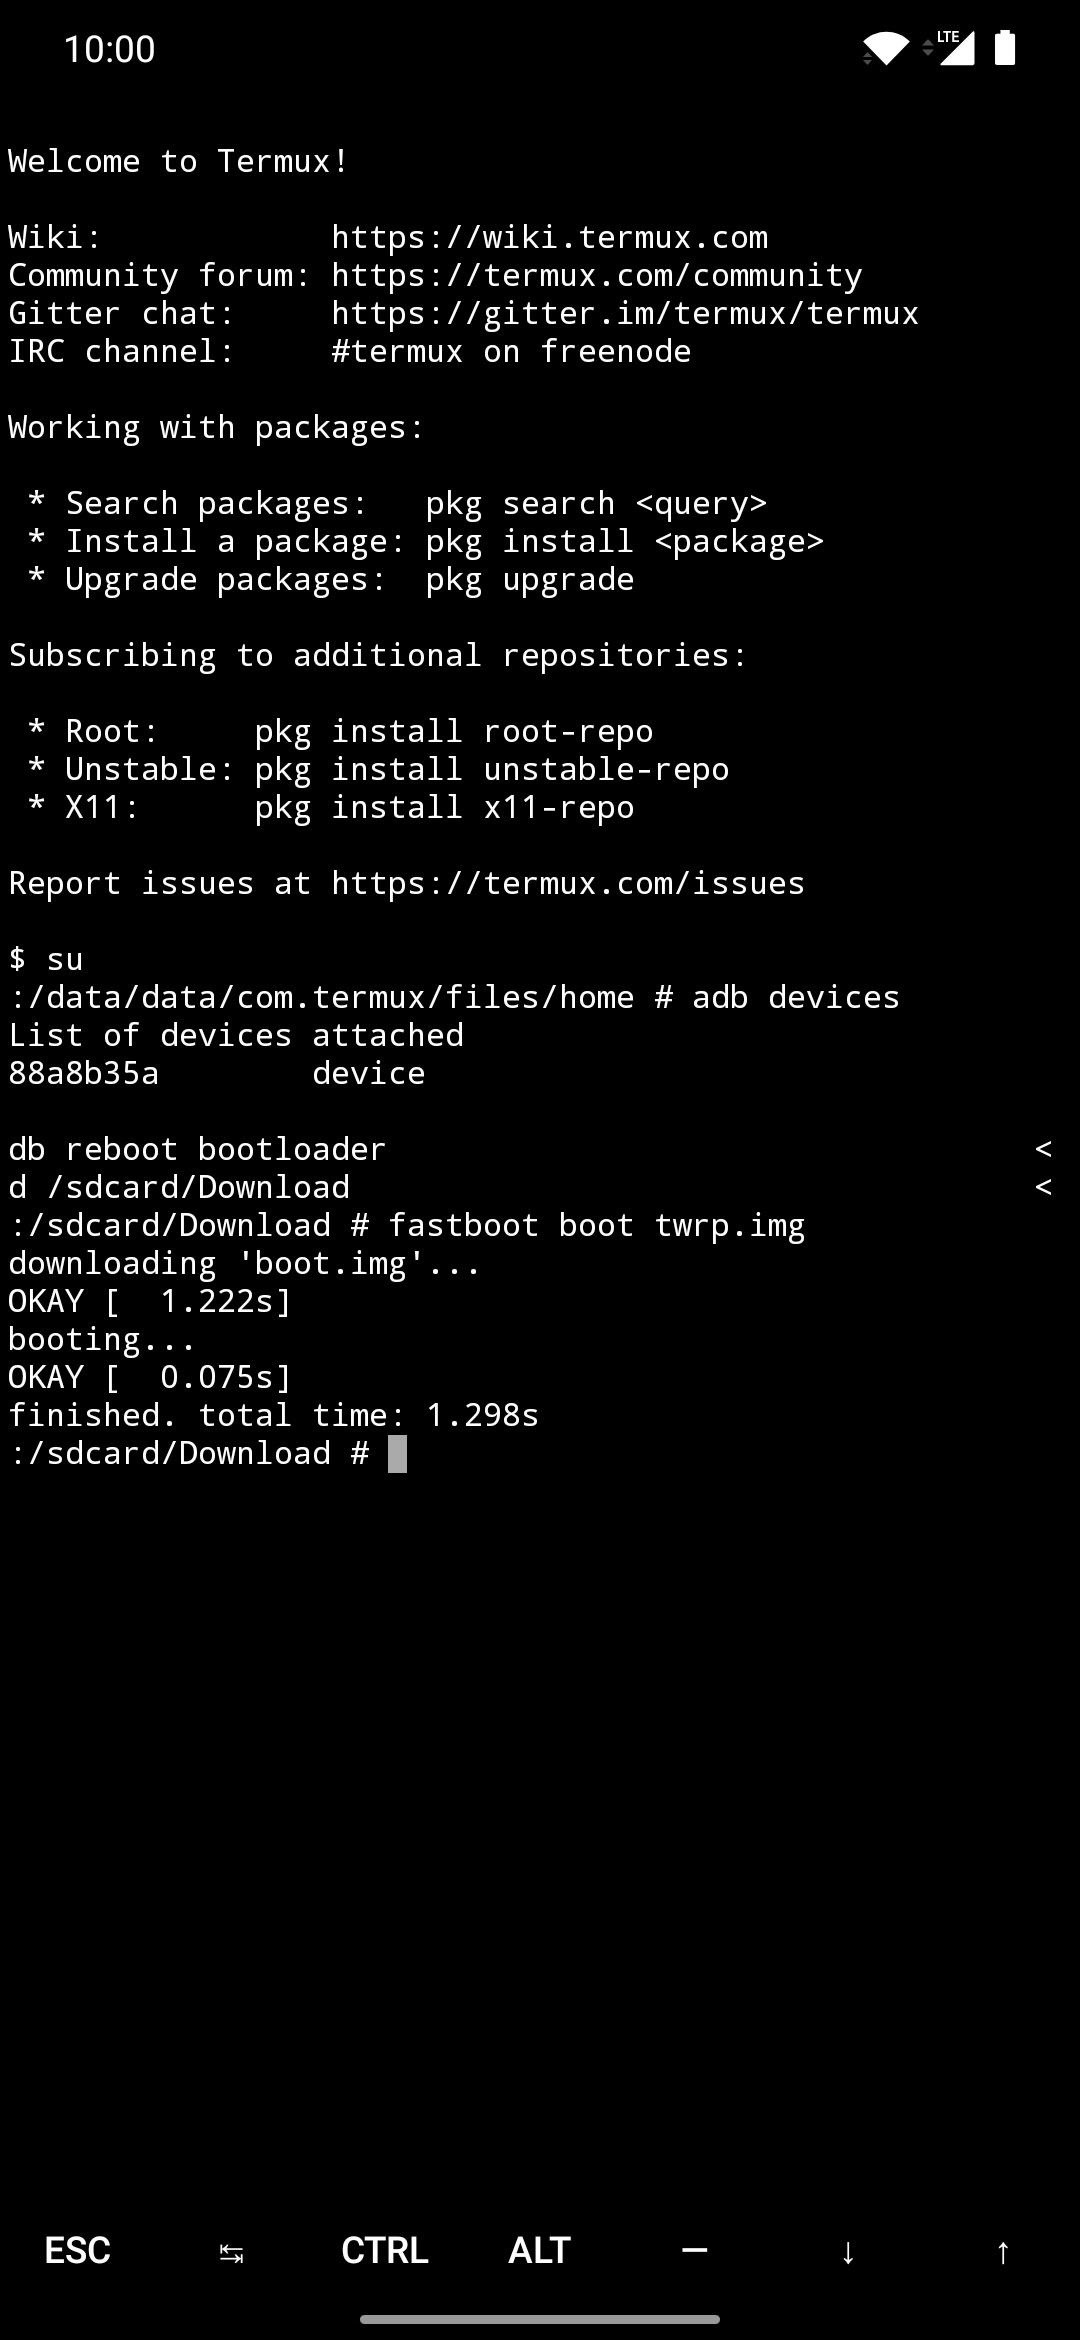 10:00
LTE
Welcome to Termux!
Wiki:            https://wiki.termux.com
Community forum: https://termux.com/community
Gitter chat:     https://gitter.im/termux/termux
IRC channel:     #termux on freenode
Working with packages:
 * Search packages:   pkg search <query>
 * Install a package: pkg install <package>
 * Upgrade packages:  pkg upgrade
Subscribing to additional repositories:
 * Root:     pkg install root-repo
 * Unstable: pkg install unstable-repo
 * X11:      pkg install x11-repo
Report issues at https://termux.com/issues
$ su
:/data/data/com.termux/files/home # adb devices
List of devices attached
88a8b35a        device
db reboot bootloader                                  <
d /sdcard/Download                                    <
:/sdcard/Download # fastboot boot twrp.img
downloading 'boot.img'...
OKAY [  1.222s]
booting...
OKAY [  0.075s]
finished. total time: 1.298s
:/sdcard/Download #
ESC ↹ CTRL ALT — ↓ ↑